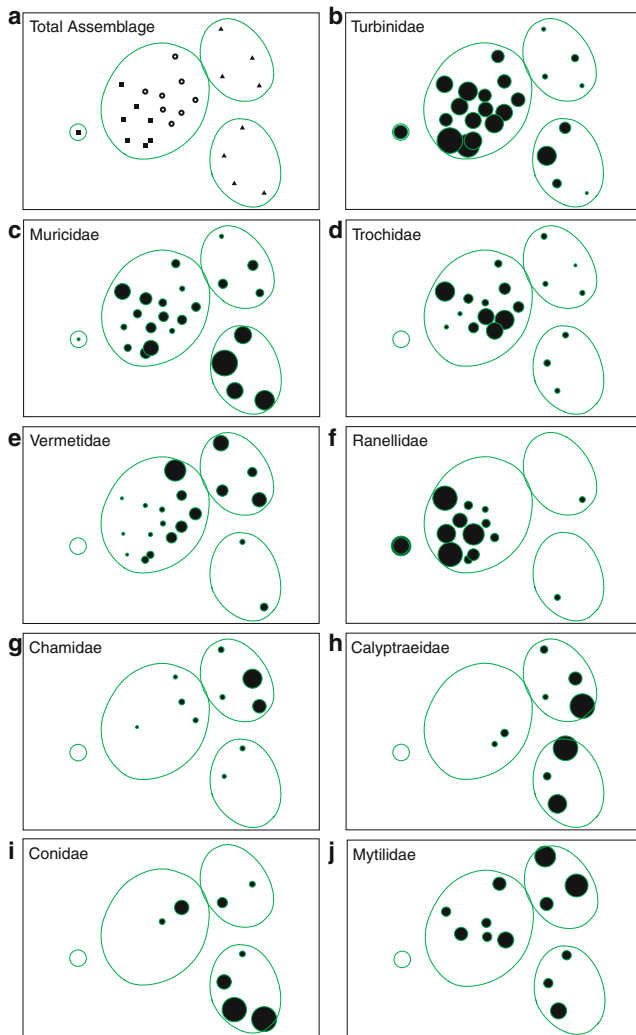 a Total Assemblage
b Turbinidae
c Muricidae
d Trochidae
e Vermetidae
f Ranellidae
g Chamidae
h Calyptraeidae
i Conidae
j Mytilidae